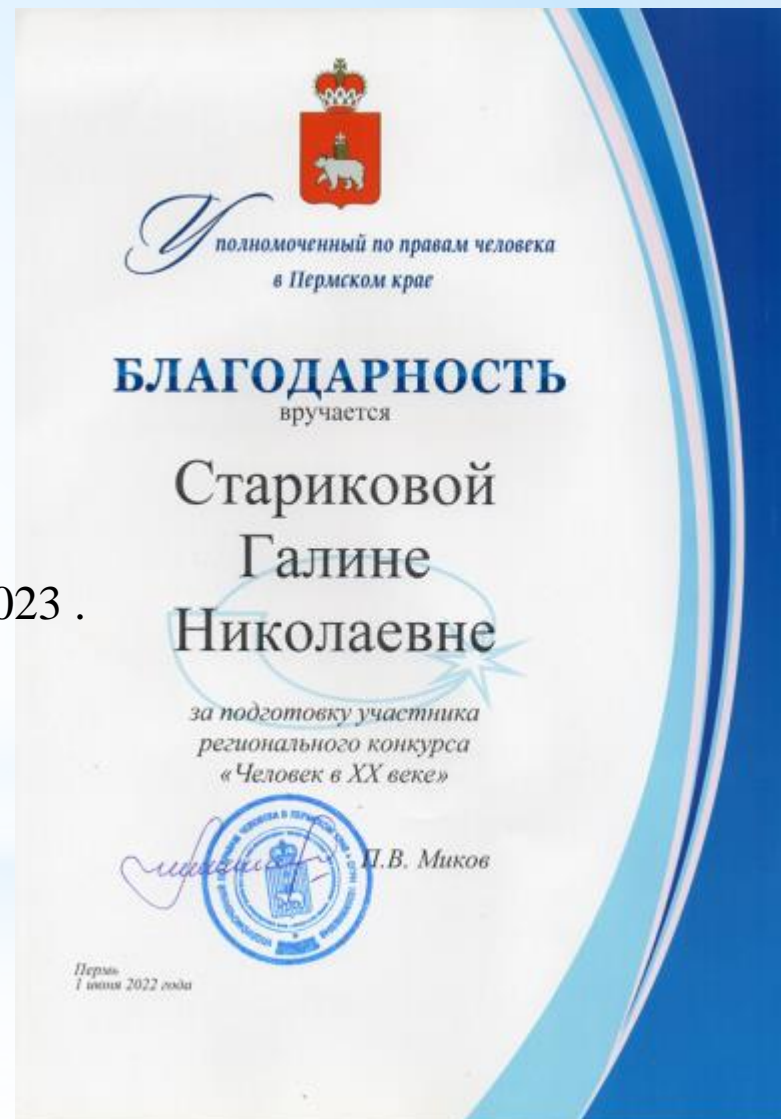 Уполномоченный по правам человека
в Пермском крае
БЛАГОДАРНОСТЬ
вручается
Стариковой
Галине
023 .
Николаевне
за подготовку участника
регионального конкурса
«Человек в XX веке»
П.В. Миков
Пермь
1 июня 2022 года